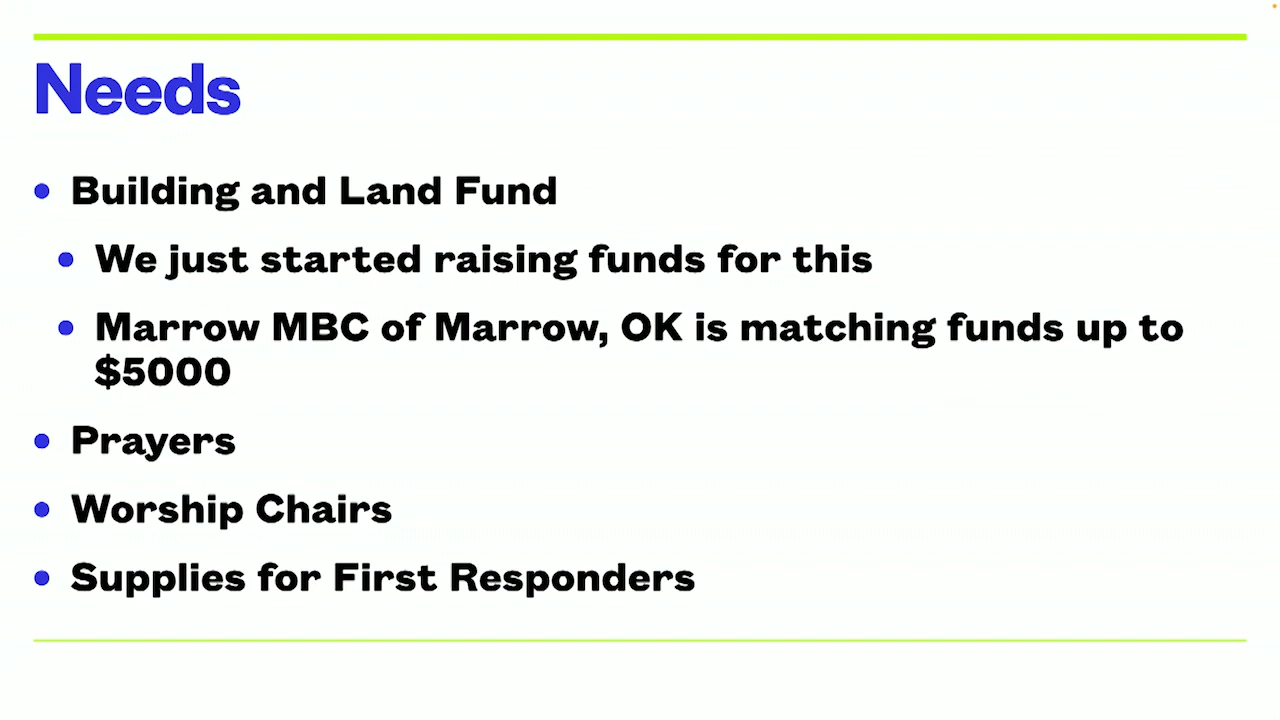 Needs
• Building and Land Fund
• We just started raising funds for this
• Marrow MBC of Marrow, OK is matching funds up to
$5000
• Prayers
• Worship Chairs
• Supplies for First Responders